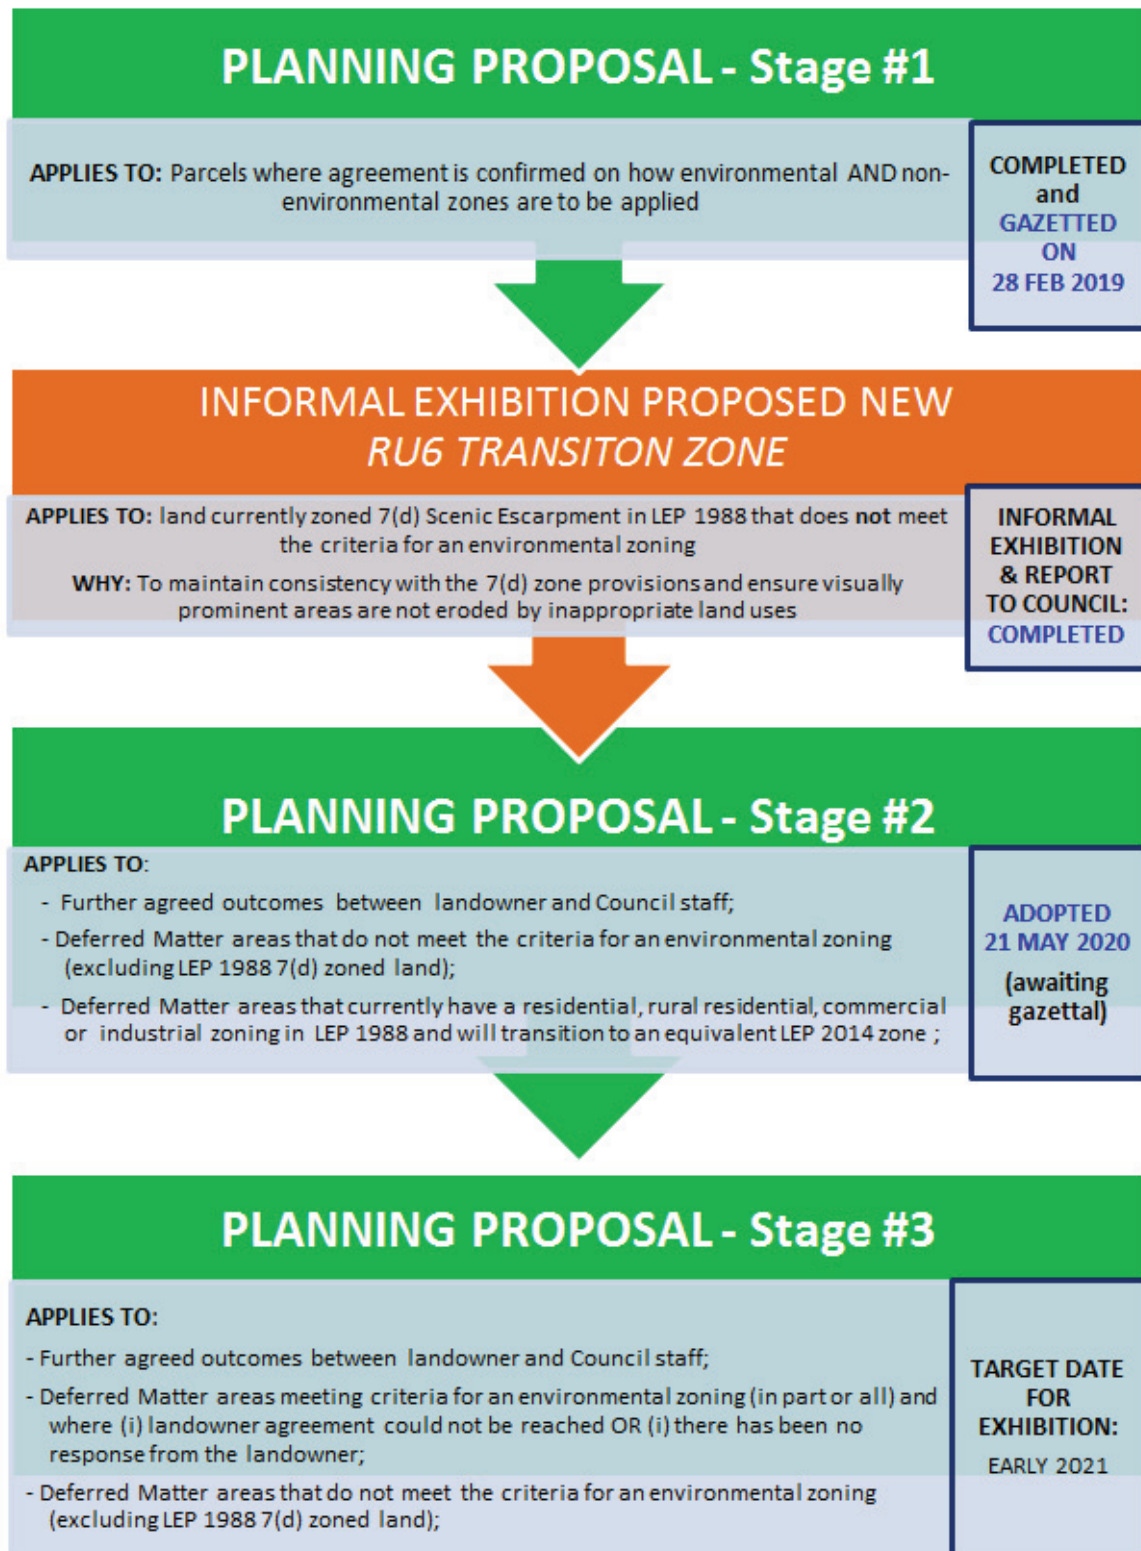 PLANNING PROPOSAL - Stage #1
APPLIES TO: Parcels where agreement is confirmed on how environmental AND non-
environmental zones are to be applied
COMPLETED
and
GAZETTED
ON
28 FEB 2019
INFORMAL EXHIBITION PROPOSED NEW
RU6 TRANSITON ZONE
APPLIES TO: land currently zoned 7(d) Scenic Escarpment in LEP 1988 that does not meet
the criteria for an environmental zoning
WHY: To maintain consistency with the 7(d) zone provisions and ensure visually
prominent areas are not eroded by inappropriate land uses
INFORMAL
EXHIBITION
& REPORT
TO COUNCIL:
COMPLETED
PLANNING PROPOSAL - Stage #2
APPLIES TO:
- Further agreed outcomes between landowner and Council staff;
- Deferred Matter areas that do not meet the criteria for an environmental zoning
(excluding LEP 1988 7(d) zoned land);
- Deferred Matter areas that currently have a residential, rural residential, commercial
or industrial zoning in LEP 1988 and will transition to an equivalent LEP 2014 zone ;
ADOPTED
21 MAY 2020
(awaiting
gazettal)
PLANNING PROPOSAL - Stage #3
APPLIES TO:
- Further agreed outcomes between landowner and Council staff;
- Deferred Matter areas meeting criteria for an environmental zoning (in part or all) and
where (i) landowner agreement could not be reached OR (i) there has been no
response from the landowner;
- Deferred Matter areas that do not meet the criteria for an environmental zoning
(excluding LEP 1988 7(d) zoned land);
TARGET DATE
FOR
EXHIBITION:
EARLY 2021